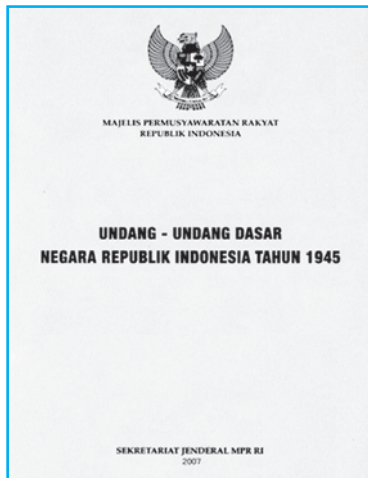 MAJELIS PERMUSYAWARATAN RAKYAT
REPUBLIK INDONESIA
UNDANG - UNDANG DASAR
NEGARA REPUBLIK INDONESIA TAHUN 1945
SEKRETARIAT JENDERAL MPR RI
2007